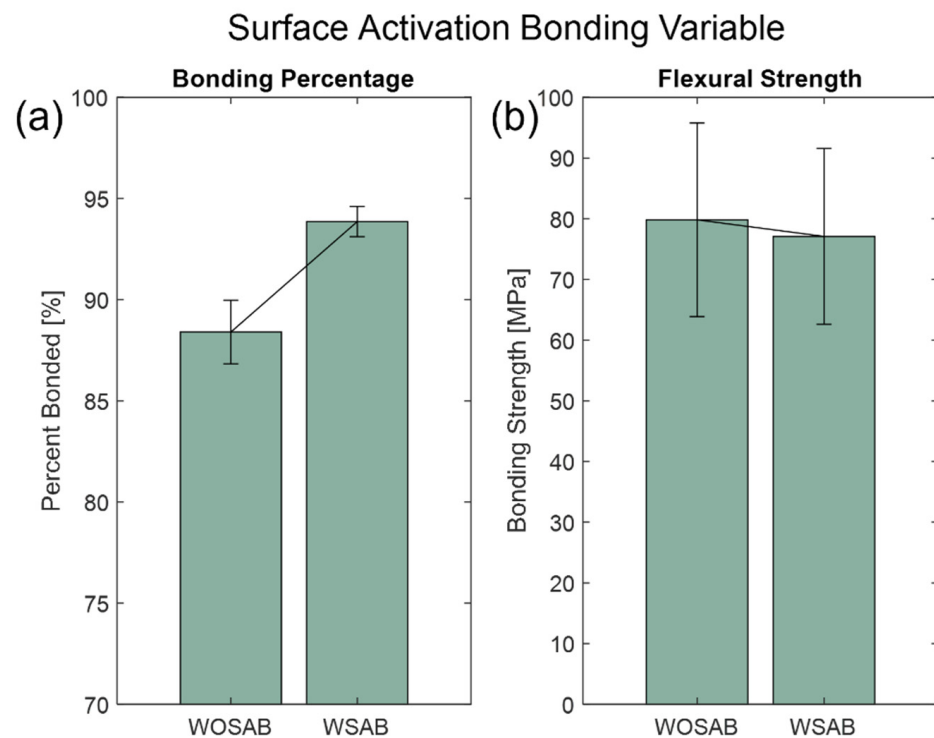 Surface Activation Bonding Variable
(a)
Bonding Percentage
Percent Bonded [%]
100
95
90
85
80
75
70
WOSAB
WSAB
(b)
Flexural Strength
Bonding Strength [MPa]
100
90
80
70
60
50
40
30
20
10
0
WOSAB
WSAB